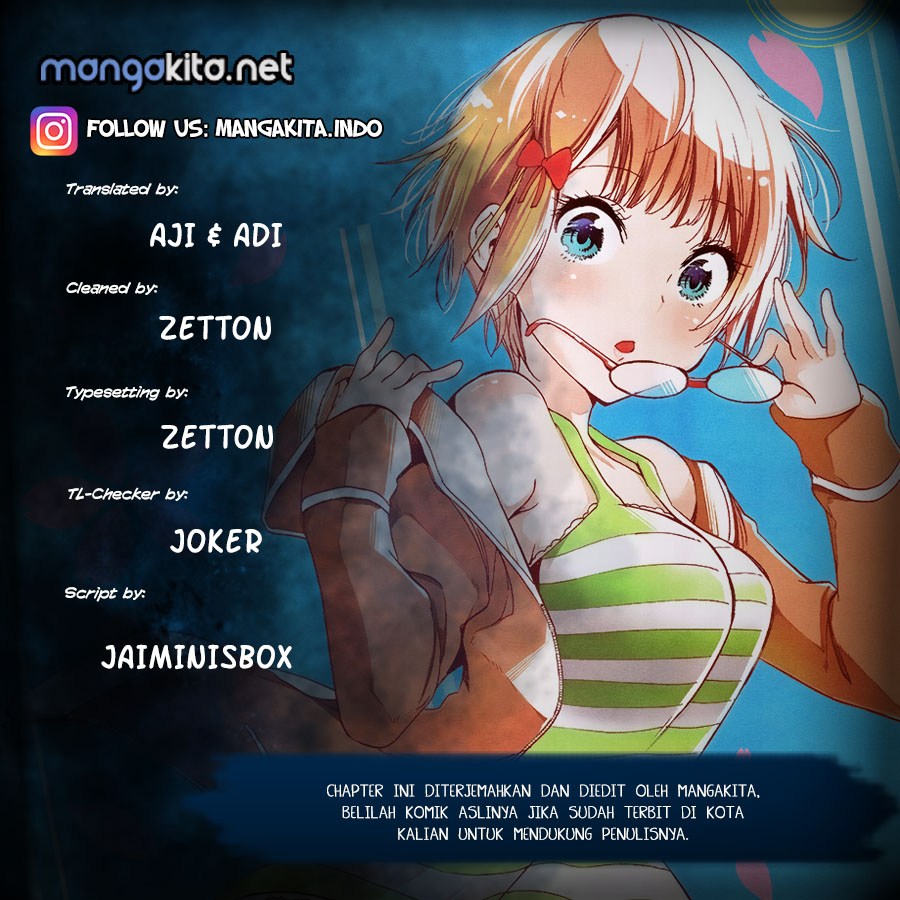 mangakita.net
FOLLOW US: MANGAKITA.INDO
Translated by:
AJI & ADI
Cleaned by:
ZETTON
Typesetting by:
ZETTON
TL-Checker by:
JOKER
Script by:
JAIMINISBOX
CHAPTER INI DITERJEMAHKAN DAN DIEDIT OLEH MANGAKITA,
BELILAH KOMIK ASLINYA JIKA SUDAH TERBIT DI KOTA
KALIAN UNTUK MENDUKUNG PENULISNYA.